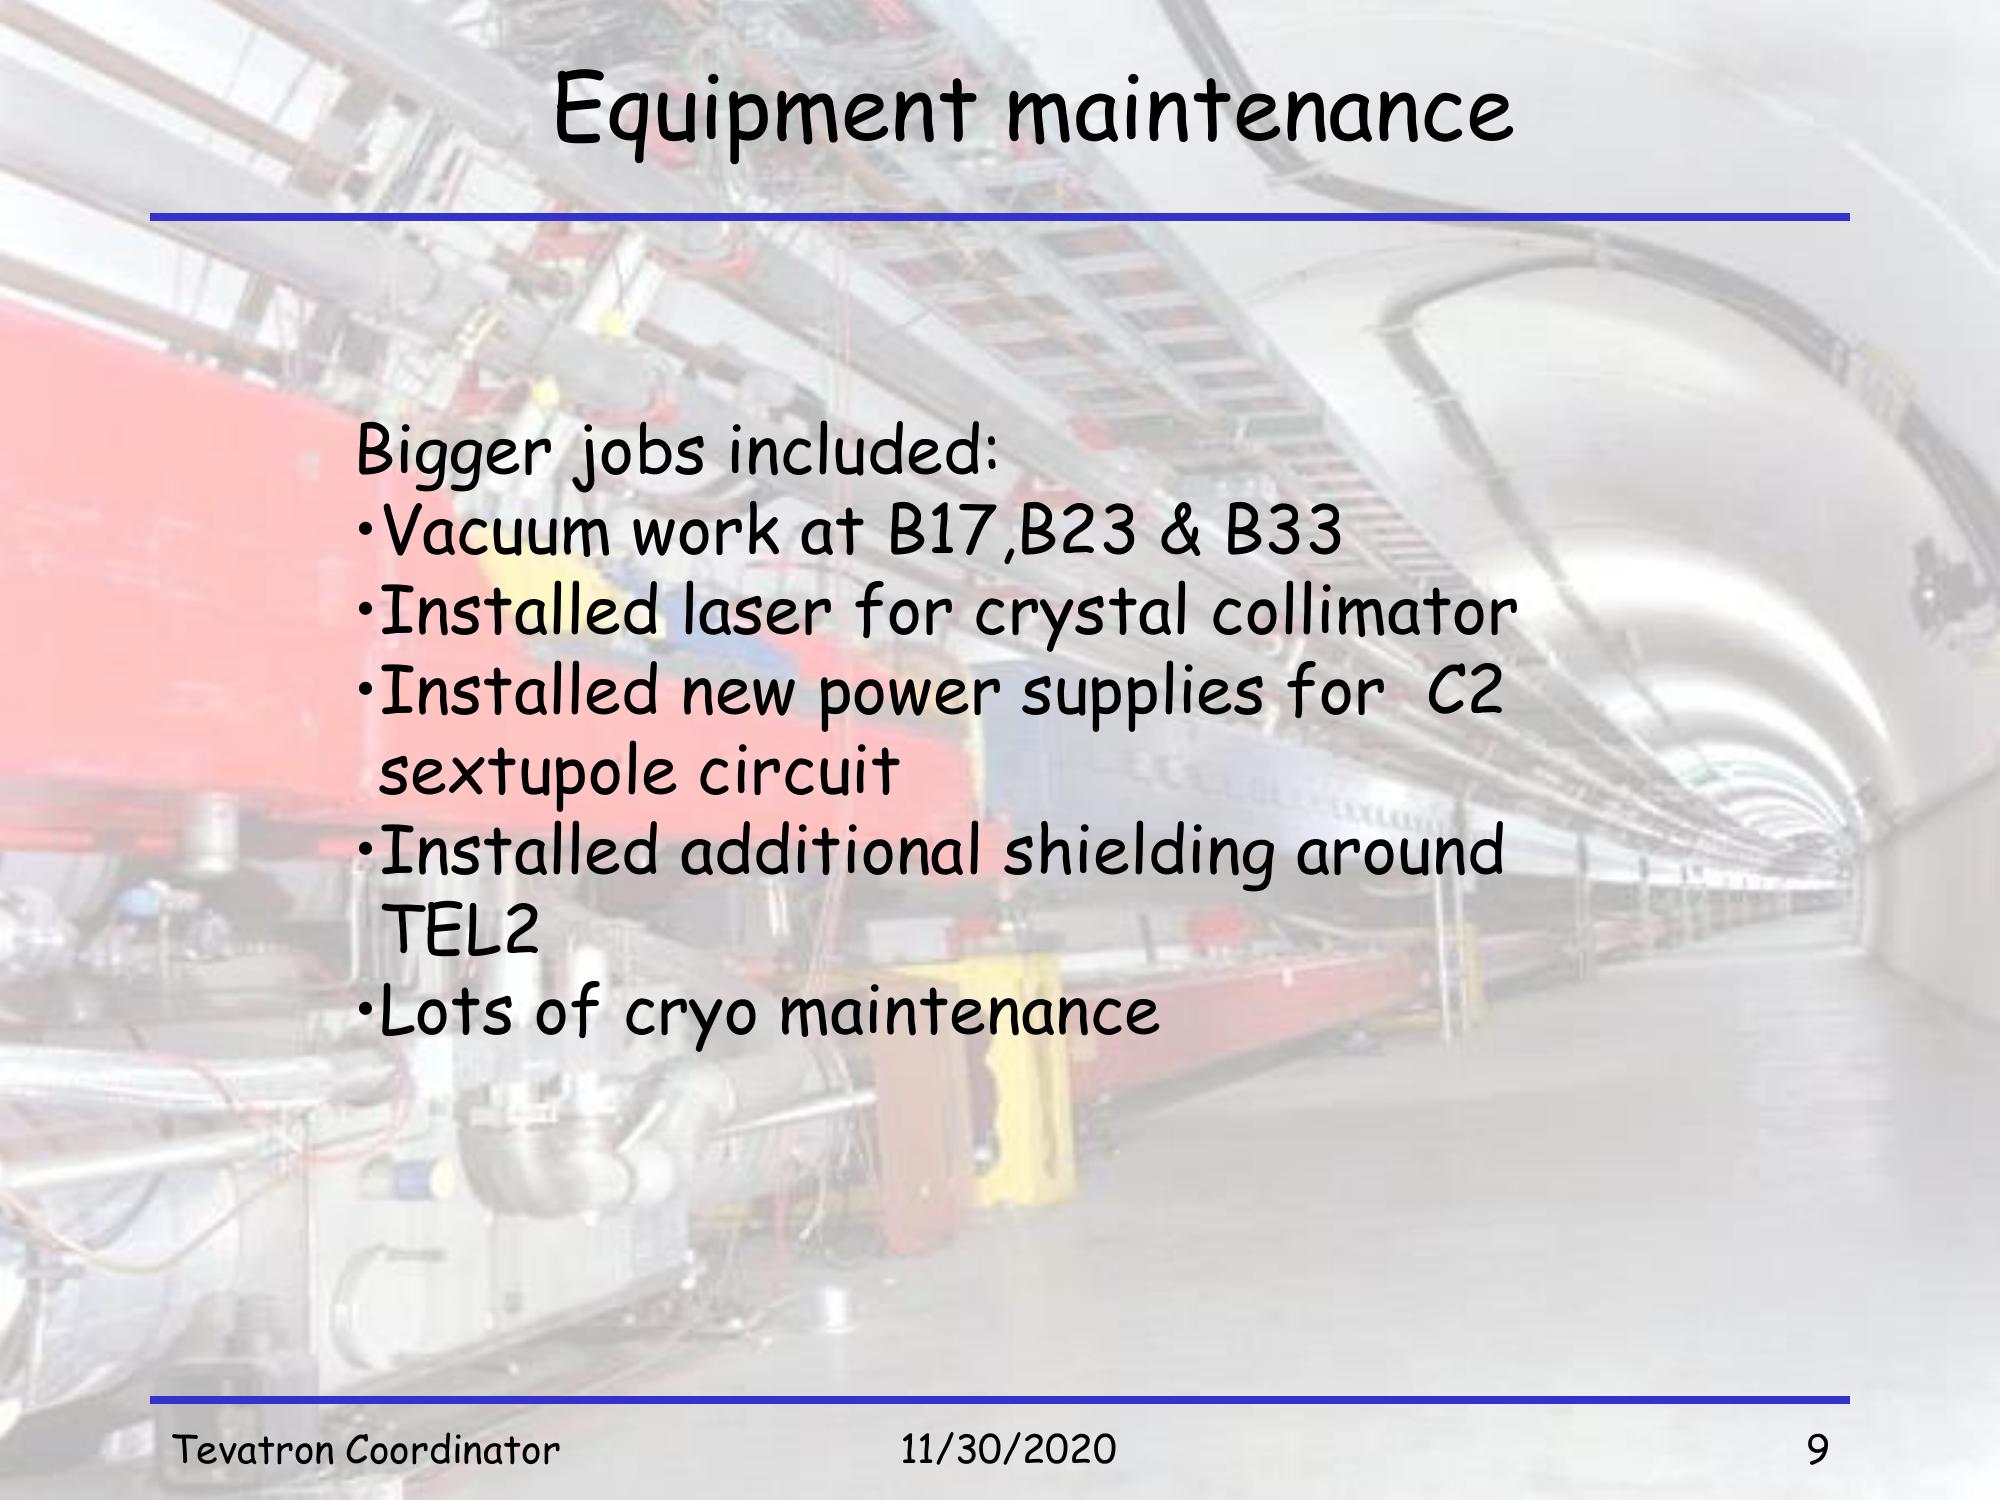 Equipment maintenance
Bigger jobs included:
•Vacuum work at B17,B23 & B33
•Installed laser for crystal collimator
•Installed new power supplies for  C2
sextupole circuit
•Installed additional shielding around
TEL2
•Lots of cryo maintenance
Tevatron Coordinator
11/30/2020
9